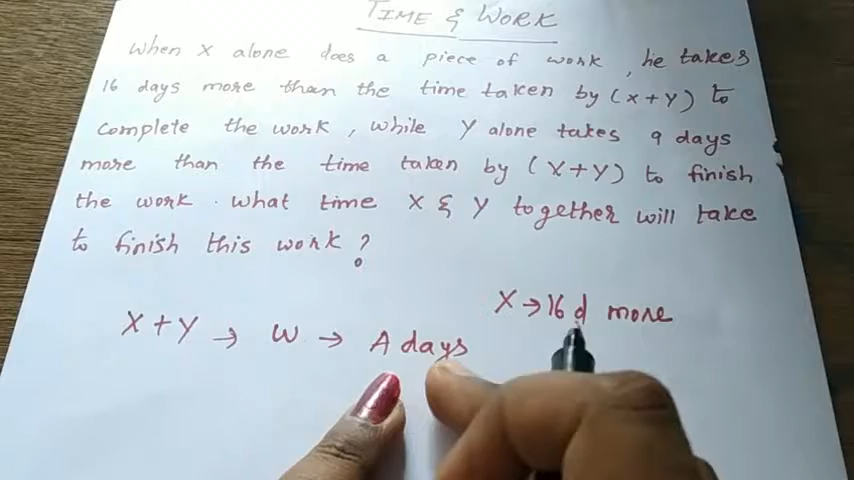 TIME & WORK
When X alone does a piece of work, he takes
16 days more than the time taken by (X+Y) to
complete the work, while Y alone takes 9 days
more than the time taken by (X+Y) to finish
the work. What time X & Y together will take
to finish this work?
X → 16 d more
X+Y → W → A days